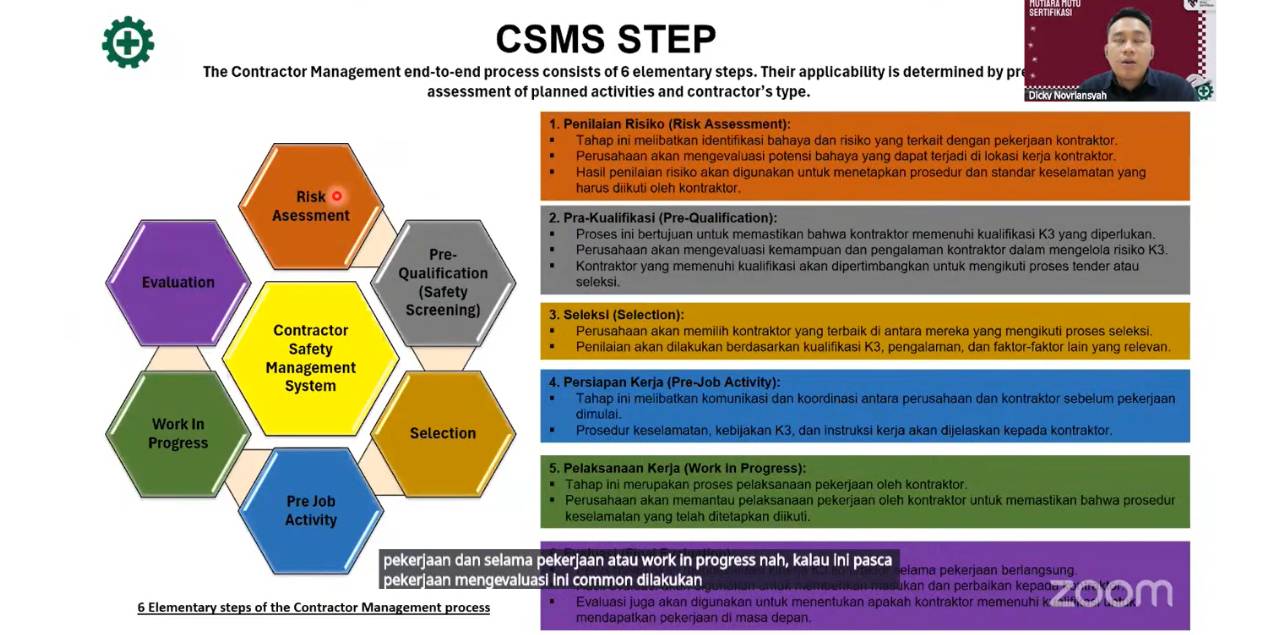 CSMS STEP
The Contractor Management end-to-end process consists of 6 elementary steps. Their applicability is determined by
assessment of planned activities and contractor's type.
MUTIARA MUTU
SERTIFIKASI
Dicky Novriansyah
Risk
Asessment
Pre-
Qualification
(Safety
Screening)
Evaluation
Contractor
Safety
Management
System
Work In
Progress
Selection
Pre Job
Activity
6 Elementary steps of the Contractor Management process
1. Penilaian Risiko (Risk Assessment):
▪ Tahap ini melibatkan identifikasi bahaya dan risiko yang terkait dengan pekerjaan kontraktor.
▪ Perusahaan akan mengevaluasi potensi bahaya yang dapat terjadi di lokasi kerja kontraktor.
▪ Hasil penilaian risiko akan digunakan untuk menetapkan prosedur dan standar keselamatan yang
harus diikuti oleh kontraktor.
2. Pra-Kualifikasi (Pre-Qualification):
▪ Proses ini bertujuan untuk memastikan bahwa kontraktor memenuhi kualifikasi K3 yang diperlukan.
▪ Perusahaan akan mengevaluasi kemampuan dan pengalaman kontraktor dalam mengelola risiko K3.
▪ Kontraktor yang memenuhi kualifikasi akan dipertimbangkan untuk mengikuti proses tender atau
seleksi.
3. Seleksi (Selection):
▪ Perusahaan akan memilih kontraktor yang terbaik di antara mereka yang mengikuti proses seleksi.
▪ Penilaian akan dilakukan berdasarkan kualifikasi K3, pengalaman, dan faktor-faktor lain yang relevan.
4. Persiapan Kerja (Pre-Job Activity):
▪ Tahap ini melibatkan komunikasi dan koordinasi antara perusahaan dan kontraktor sebelum pekerjaan
dimulai.
▪ Prosedur keselamatan, kebijakan K3, dan instruksi kerja akan dijelaskan kepada kontraktor.
5. Pelaksanaan Kerja (Work in Progress):
▪ Tahap ini merupakan proses pelaksanaan pekerjaan oleh kontraktor.
▪ Perusahaan akan memantau pelaksanaan pekerjaan oleh kontraktor untuk memastikan bahwa prosedur
keselamatan yang telah ditetapkan diikuti.
pekerjaan dan selama pekerjaan atau work in progress nah, kalau ini pasca
pekerjaan mengevaluasi ini common dilakukan
selama pekerjaan berlangsung.
dan perbaikan kepada kontraktor.
▪ Evaluasi juga akan digunakan untuk menentukan apakah kontraktor memenuhi kualifikasi untuk
mendapatkan pekerjaan di masa depan.
zoom